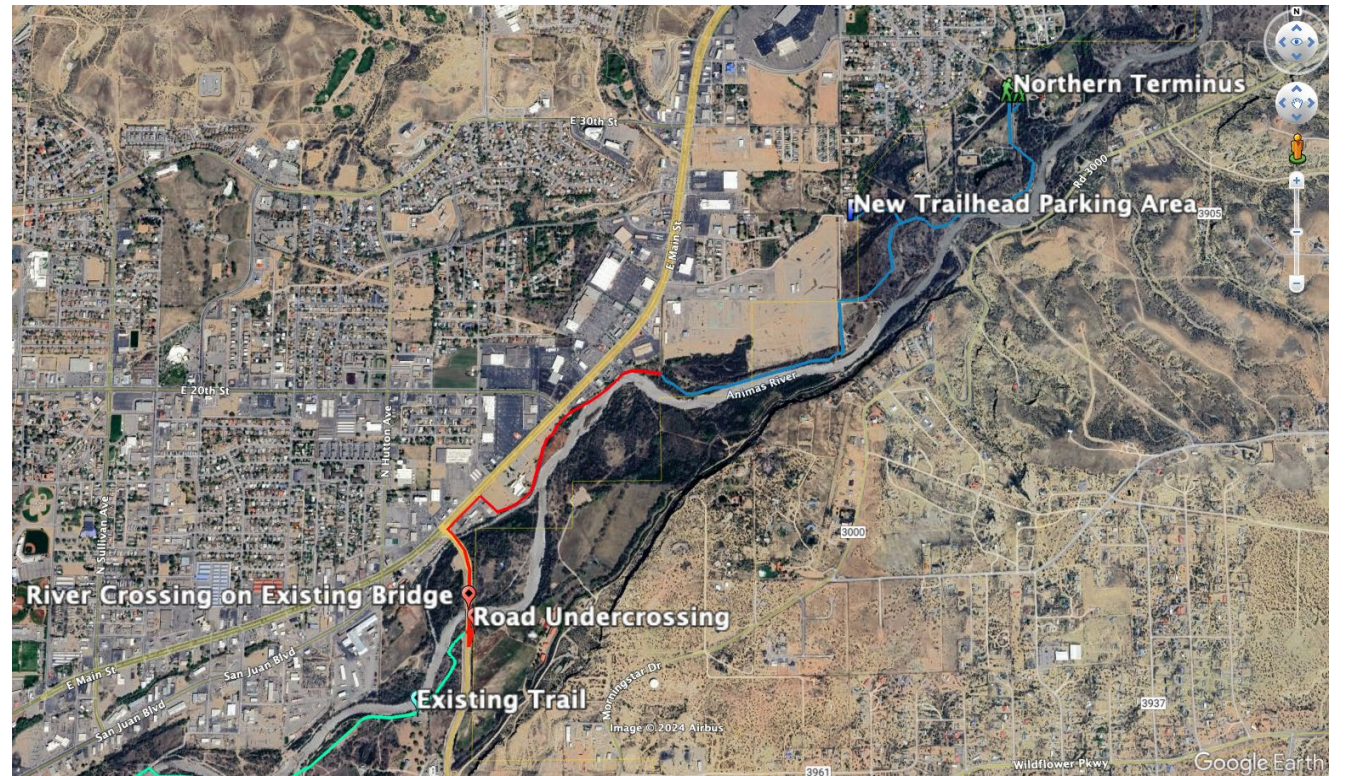 N
Northern Terminus
E 30th St
Rd 3000
New Trailhead Parking Area
3905
E Main St
E 20th St
Animas River
N Hutton Ave
N Sullivan Ave
3000
River Crossing on Existing Bridge
Road Undercrossing
E Main St
San Juan Blvd
Morningstar Dr
Existing Trail
San Juan Blvd
3937
Image © 2024 Airbus
Google Earth
Wildflower Pkwy
3961